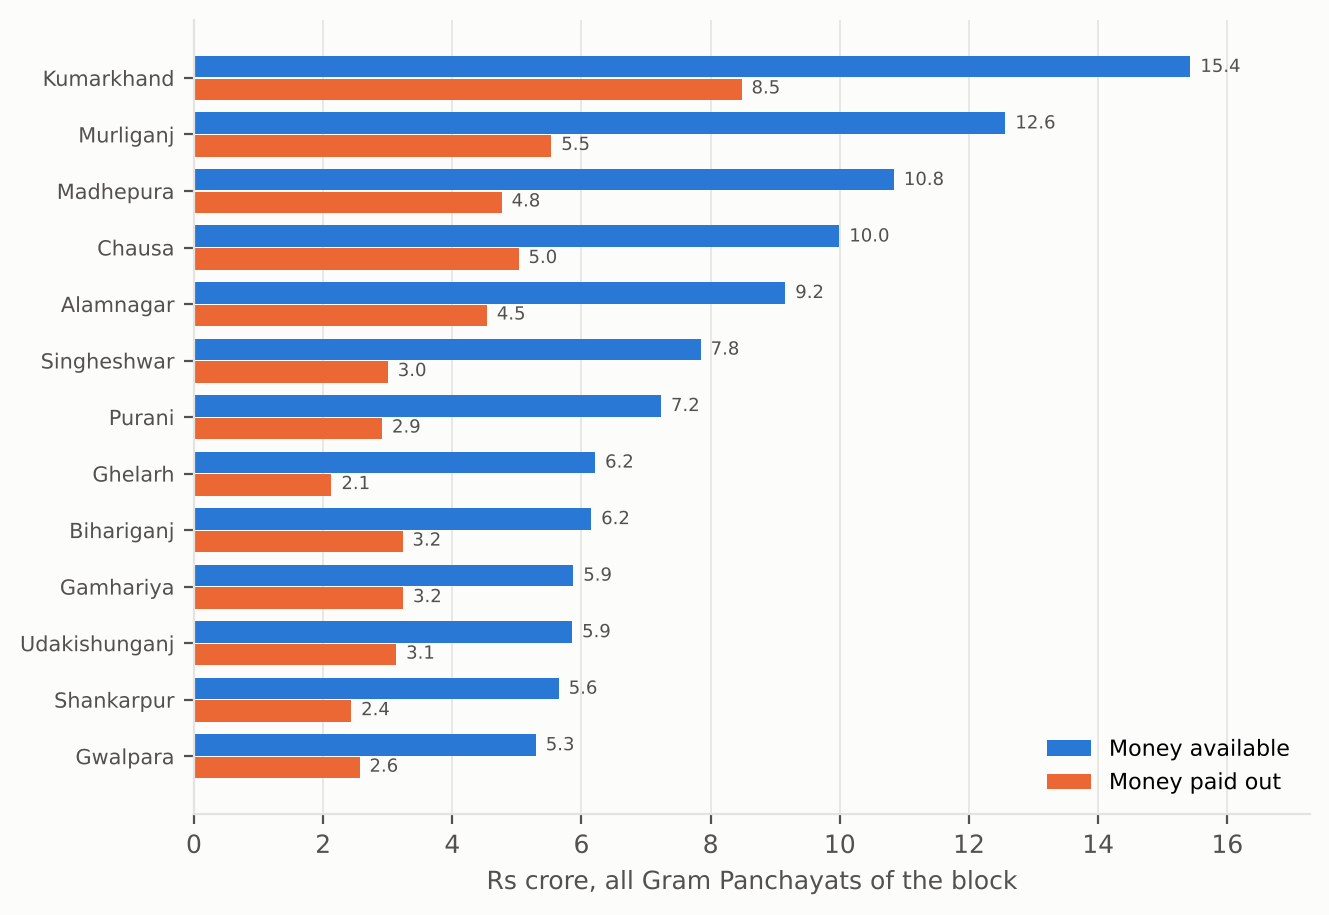 Kumarkhand 15.4
8.5
Murliganj 12.6
5.5
Madhepura 10.8
4.8
Chausa 10.0
5.0
Alamnagar 9.2
4.5
Singheshwar 7.8
3.0
Purani 7.2
2.9
Ghelarh 6.2
2.1
Bihariganj 6.2
3.2
Gamhariya 5.9
3.2
Udakishunganj 5.9
3.1
Shankarpur 5.6
2.4
Gwalpara 5.3
2.6
Money available
Money paid out
0 2 4 6 8 10 12 14 16
Rs crore, all Gram Panchayats of the block